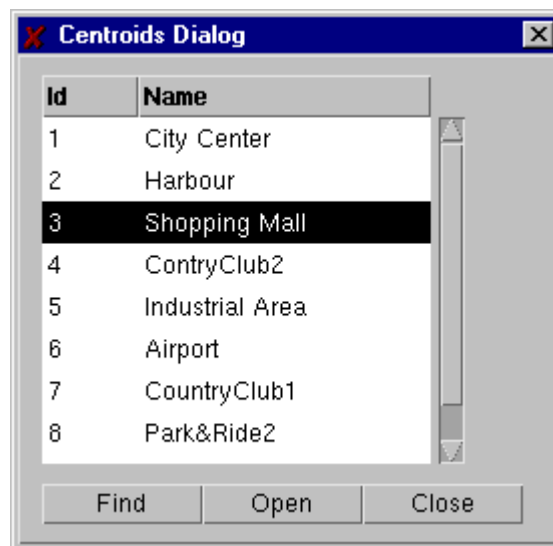 Centroids Dialog
Id Name
1 City Center
2 Harbour
3 Shopping Mall
4 ContryClub2
5 Industrial Area
6 Airport
7 CountryClub1
8 Park&Ride2
Find Open Close